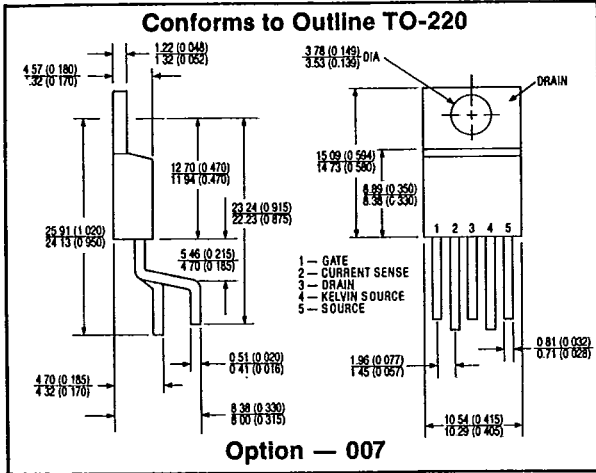 Conforms to Outline TO-220
1.22 (0 048)
1.32 (0 052)
4.57 (0 180)
.32 (0 170)
3 78 (0 149) DIA
3.53 (0.139)
DRAIN
12 70 (0 470)
11 94 (0.470)
15 09 (0 594)
14 73 (0 580)
8.89 (0 350)
8.38 (0 330)
23 24 (0 915)
22.23 (0 875)
25 91 (1 020)
24 13 (0 950)
5 46 (0 215)
4 70 (0 185)
1 2 3 4 5
1 — GATE
2 — CURRENT SENSE
3 — DRAIN
4 — KELVIN SOURCE
5 — SOURCE
0.51 (0 020)
0 41 (0 016)
0 81 (0 032)
0.71 (0 028)
1.96 (0 077)
1 45 (0 057)
4.70 (0 185)
4 32 (0 170)
8 38 (0 330)
8 00 (0 315)
10 54 (0 415)
10 29 (0 405)
Option — 007